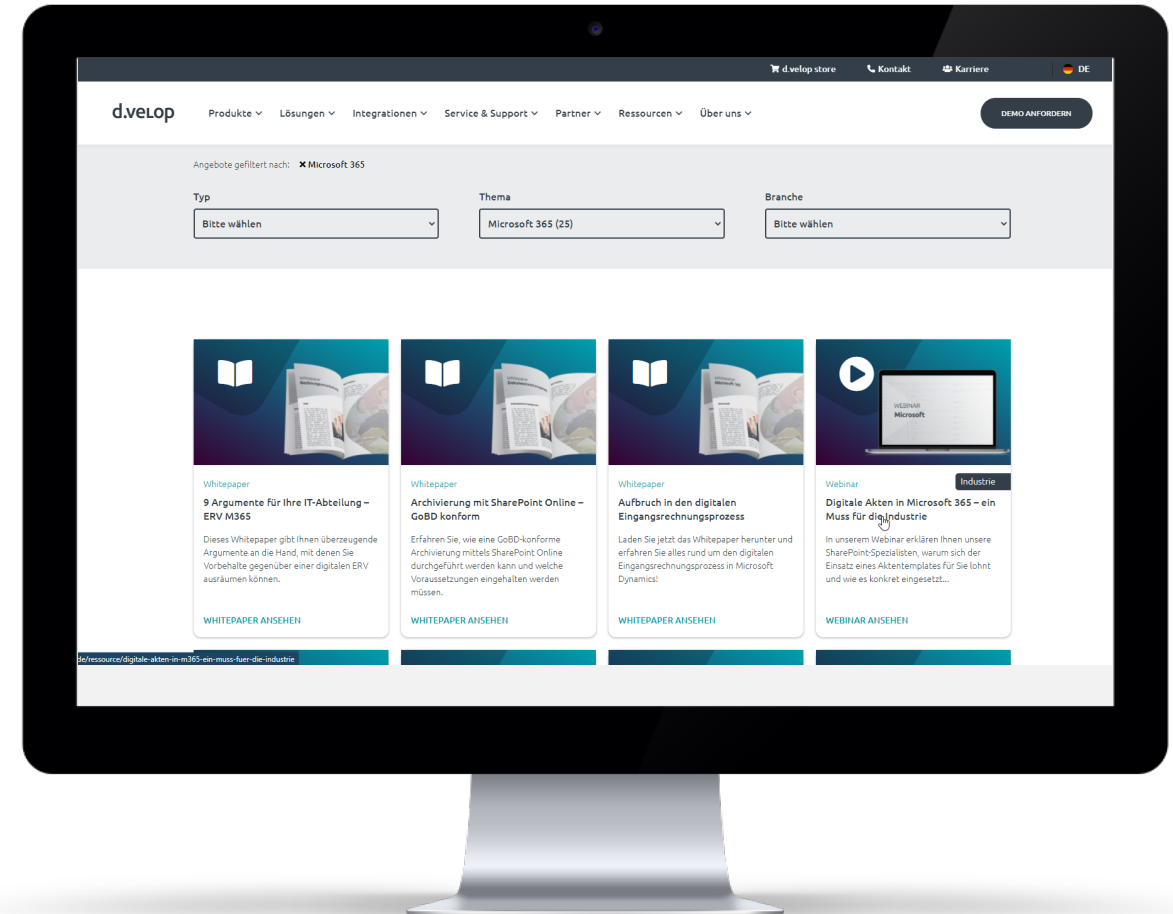 d.velop store Kontakt Karriere DE
d.velop Produkte Lösungen Integrationen Service & Support Partner Ressourcen Über uns DEMO ANFORDERN
Angebote gefiltert nach: Microsoft 365
Typ
Bitte wählen
Thema
Microsoft 365 (25)
Branche
Bitte wählen
Whitepaper
9 Argumente für Ihre IT-Abteilung –
ERV M365
Dieses Whitepaper gibt Ihnen überzeugende
Argumente an die Hand, mit denen Sie
Vorbehalte gegenüber einer digitalen ERV
ausräumen können.
WHITEPAPER ANSEHEN
Whitepaper
Archivierung mit SharePoint Online –
GoBD konform
Erfahren Sie, wie eine GoBD-konforme
Archivierung mittels SharePoint Online
durchgeführt werden kann und welche
Voraussetzungen eingehalten werden
müssen.
WHITEPAPER ANSEHEN
Microsoft 365
Whitepaper
Aufbruch in den digitalen
Eingangsrechnungsprozess
Laden Sie jetzt das Whitepaper herunter und
erfahren Sie alles rund um den digitalen
Eingangsrechnungsprozess in Microsoft
Dynamics!
WHITEPAPER ANSEHEN
WEBINAR
Microsoft
Industrie
Webinar
Digitale Akten in Microsoft 365 – ein
Muss für die Industrie
In unserem Webinar erklären Ihnen unsere
SharePoint-Spezialisten, warum sich der
Einsatz eines Aktentemplates für Sie lohnt
und wie es konkret eingesetzt...
WEBINAR ANSEHEN
de/ressource/digitale-akten-in-m365-ein-muss-fuer-die-industrie